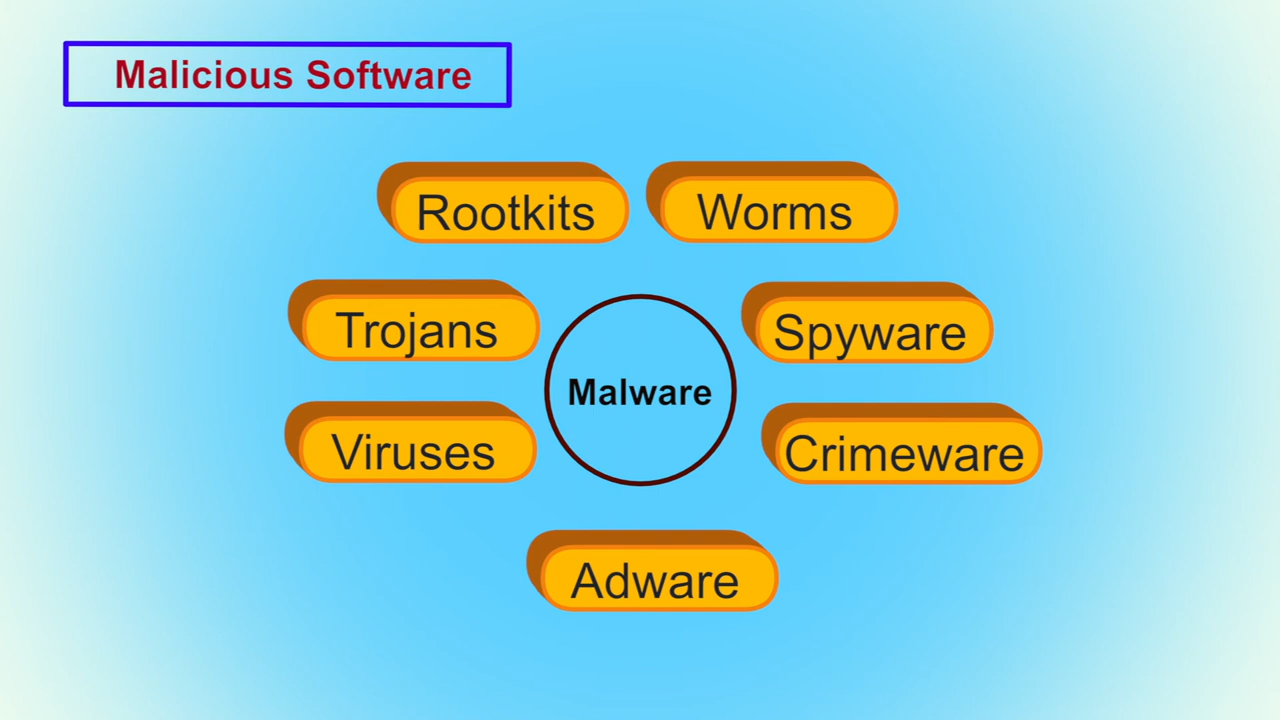 Malicious Software
Rootkits
Worms
Trojans
Spyware
Malware
Viruses
Crimeware
Adware